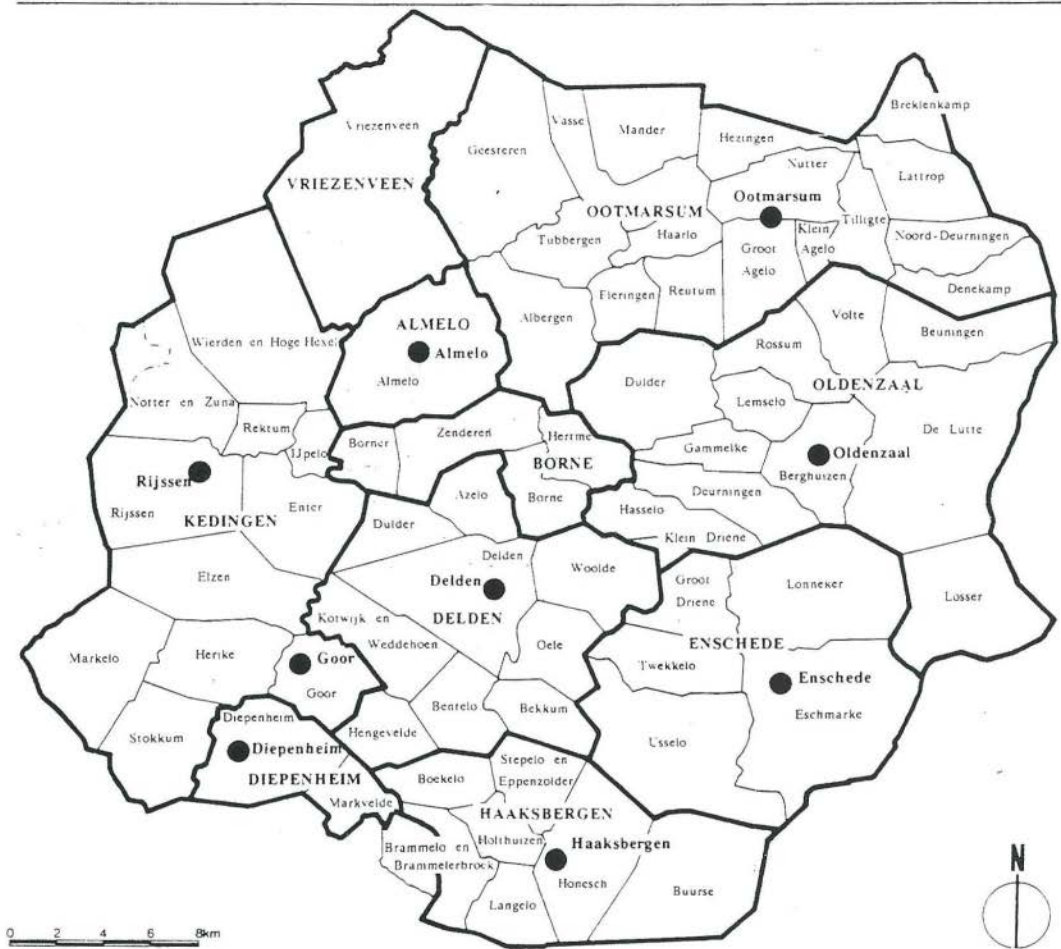 Vriezenveen
VRIEZENVEEN
Geesteren
Vasse
Mander
Hezingen
Breklenkamp
Nutter
Lattrop
Ootmarsum
OOTMARSUM
Tilligte
Klein
Agelo
Noord-Deurningen
Tubbergen
Haarlo
Groot
Agelo
Denekamp
Fleringen
Reutum
Albergen
Volte
Beuningen
Rossum
ALMELO
Almelo
Almelo
Wierden en Hoge Hexel
Dulder
OLDENZAAL
Lemselo
De Lutte
Notter en Zuna
Rektum
IJpelo
Borner
Zenderen
Hertme
BORNE
Borne
Gammelke
Oldenzaal
Berghuizen
Rijssen
Rijssen
KEDINGEN
Enter
Azelo
Deurningen
Hasselo
Klein Driene
Dulder
Delden
Woolde
Groot
Driene
Lonneker
Losser
Elzen
Delden
DELDEN
Kotwijk en
Weddehoen
Oele
ENSCHEDE
Twekkelo
Enschede
Eschmarke
Markelo
Herike
Goor
Goor
Bentelo
Bekkum
Usselo
Stokkum
Diepenheim
Hengevelde
Diepenheim
DIEPENHEIM
Markvelde
Boekelo
Stepelo en
Eppenzolder
HAAKSBERGEN
Holthuizen
Haaksbergen
Brammelo en
Brammelerbroek
Honesch
Buurse
Langelo
N
0 2 4 6 8km